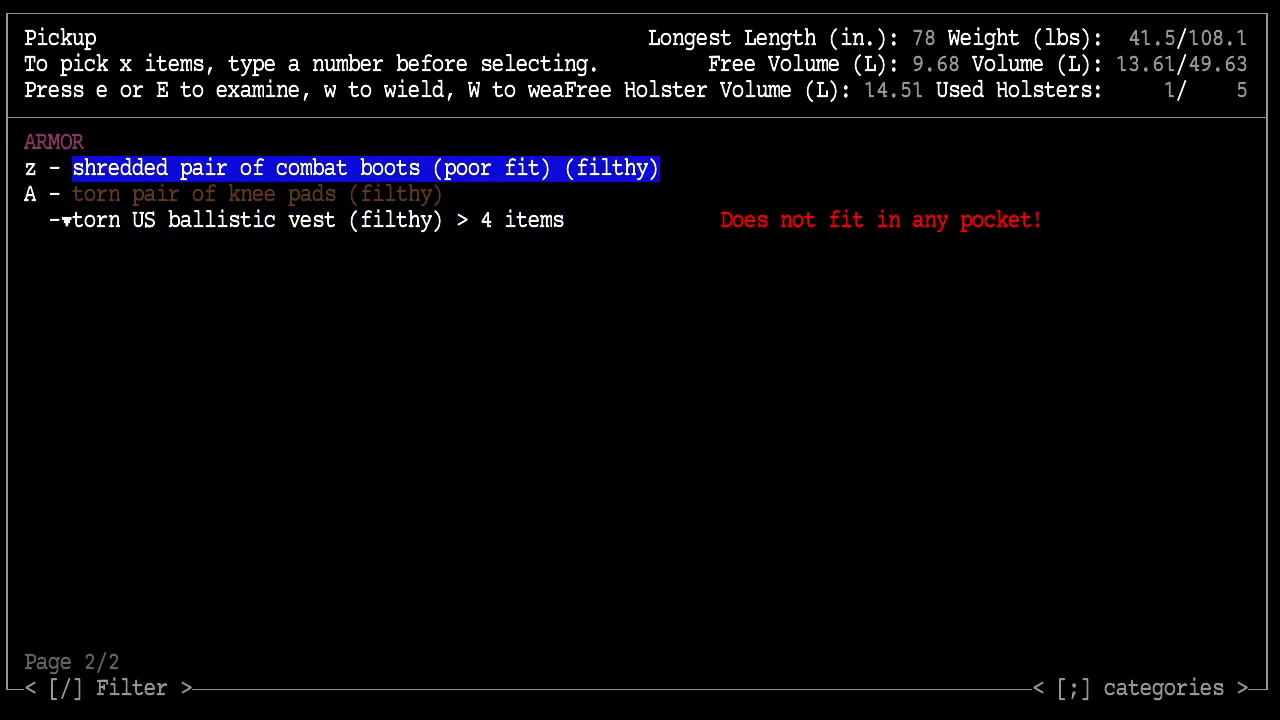 Pickup Longest Length (in.): 78 Weight (lbs): 41.5/108.1
To pick x items, type a number before selecting. Free Volume (L): 9.68 Volume (L): 13.61/49.63
Press e or E to examine, w to wield, W to weaFree Holster Volume (L): 14.51 Used Holsters: 1/ 5
ARMOR
z - shredded pair of combat boots (poor fit) (filthy)
A - torn pair of knee pads (filthy)
-▾torn US ballistic vest (filthy) > 4 items Does not fit in any pocket!
Page 2/2
< [/] Filter > < [;] categories >